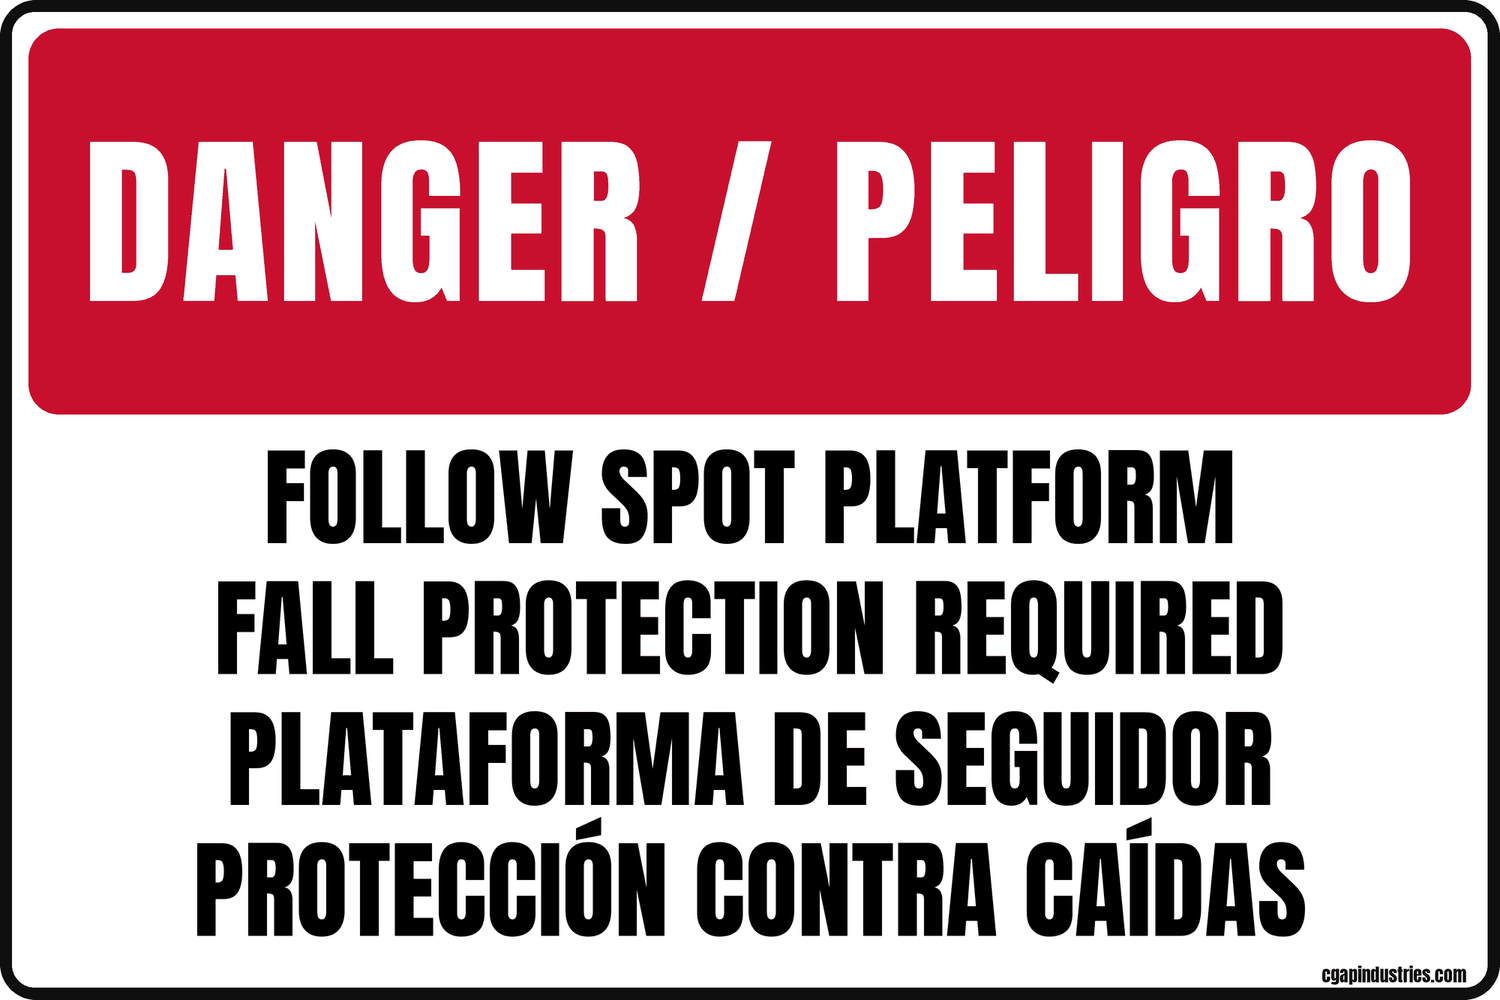 DANGER / PELIGRO
FOLLOW SPOT PLATFORM
FALL PROTECTION REQUIRED
PLATAFORMA DE SEGUIDOR
PROTECCIÓN CONTRA CAÍDAS
cgapindustries.com